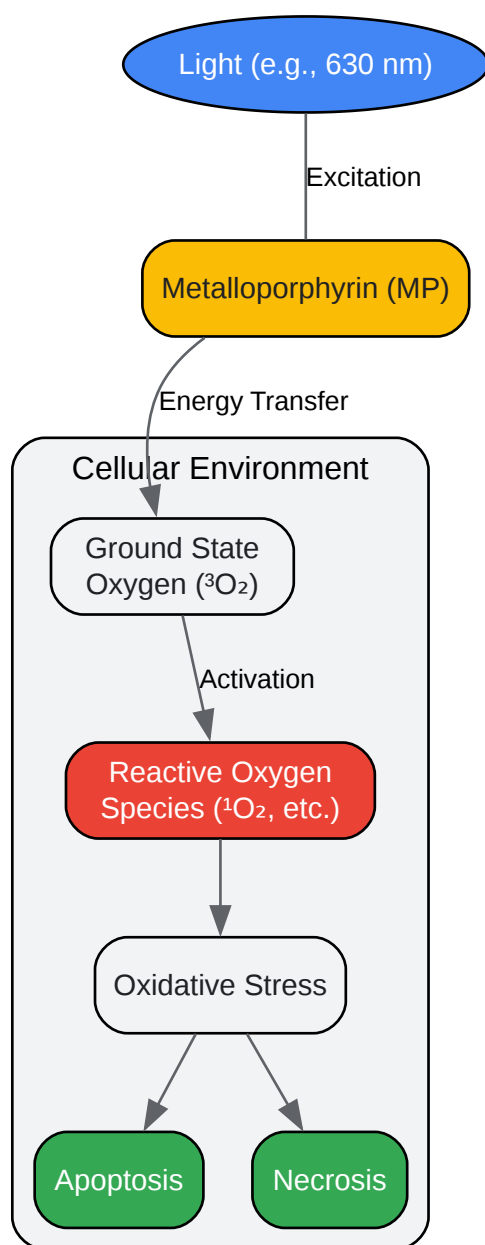 Light (e.g., 630 nm)
Excitation
Metalloporphyrin (MP)
Energy Transfer
Cellular Environment
Ground State
Oxygen (³O₂)
Activation
Reactive Oxygen
Species (¹O₂, etc.)
Oxidative Stress
Apoptosis
Necrosis